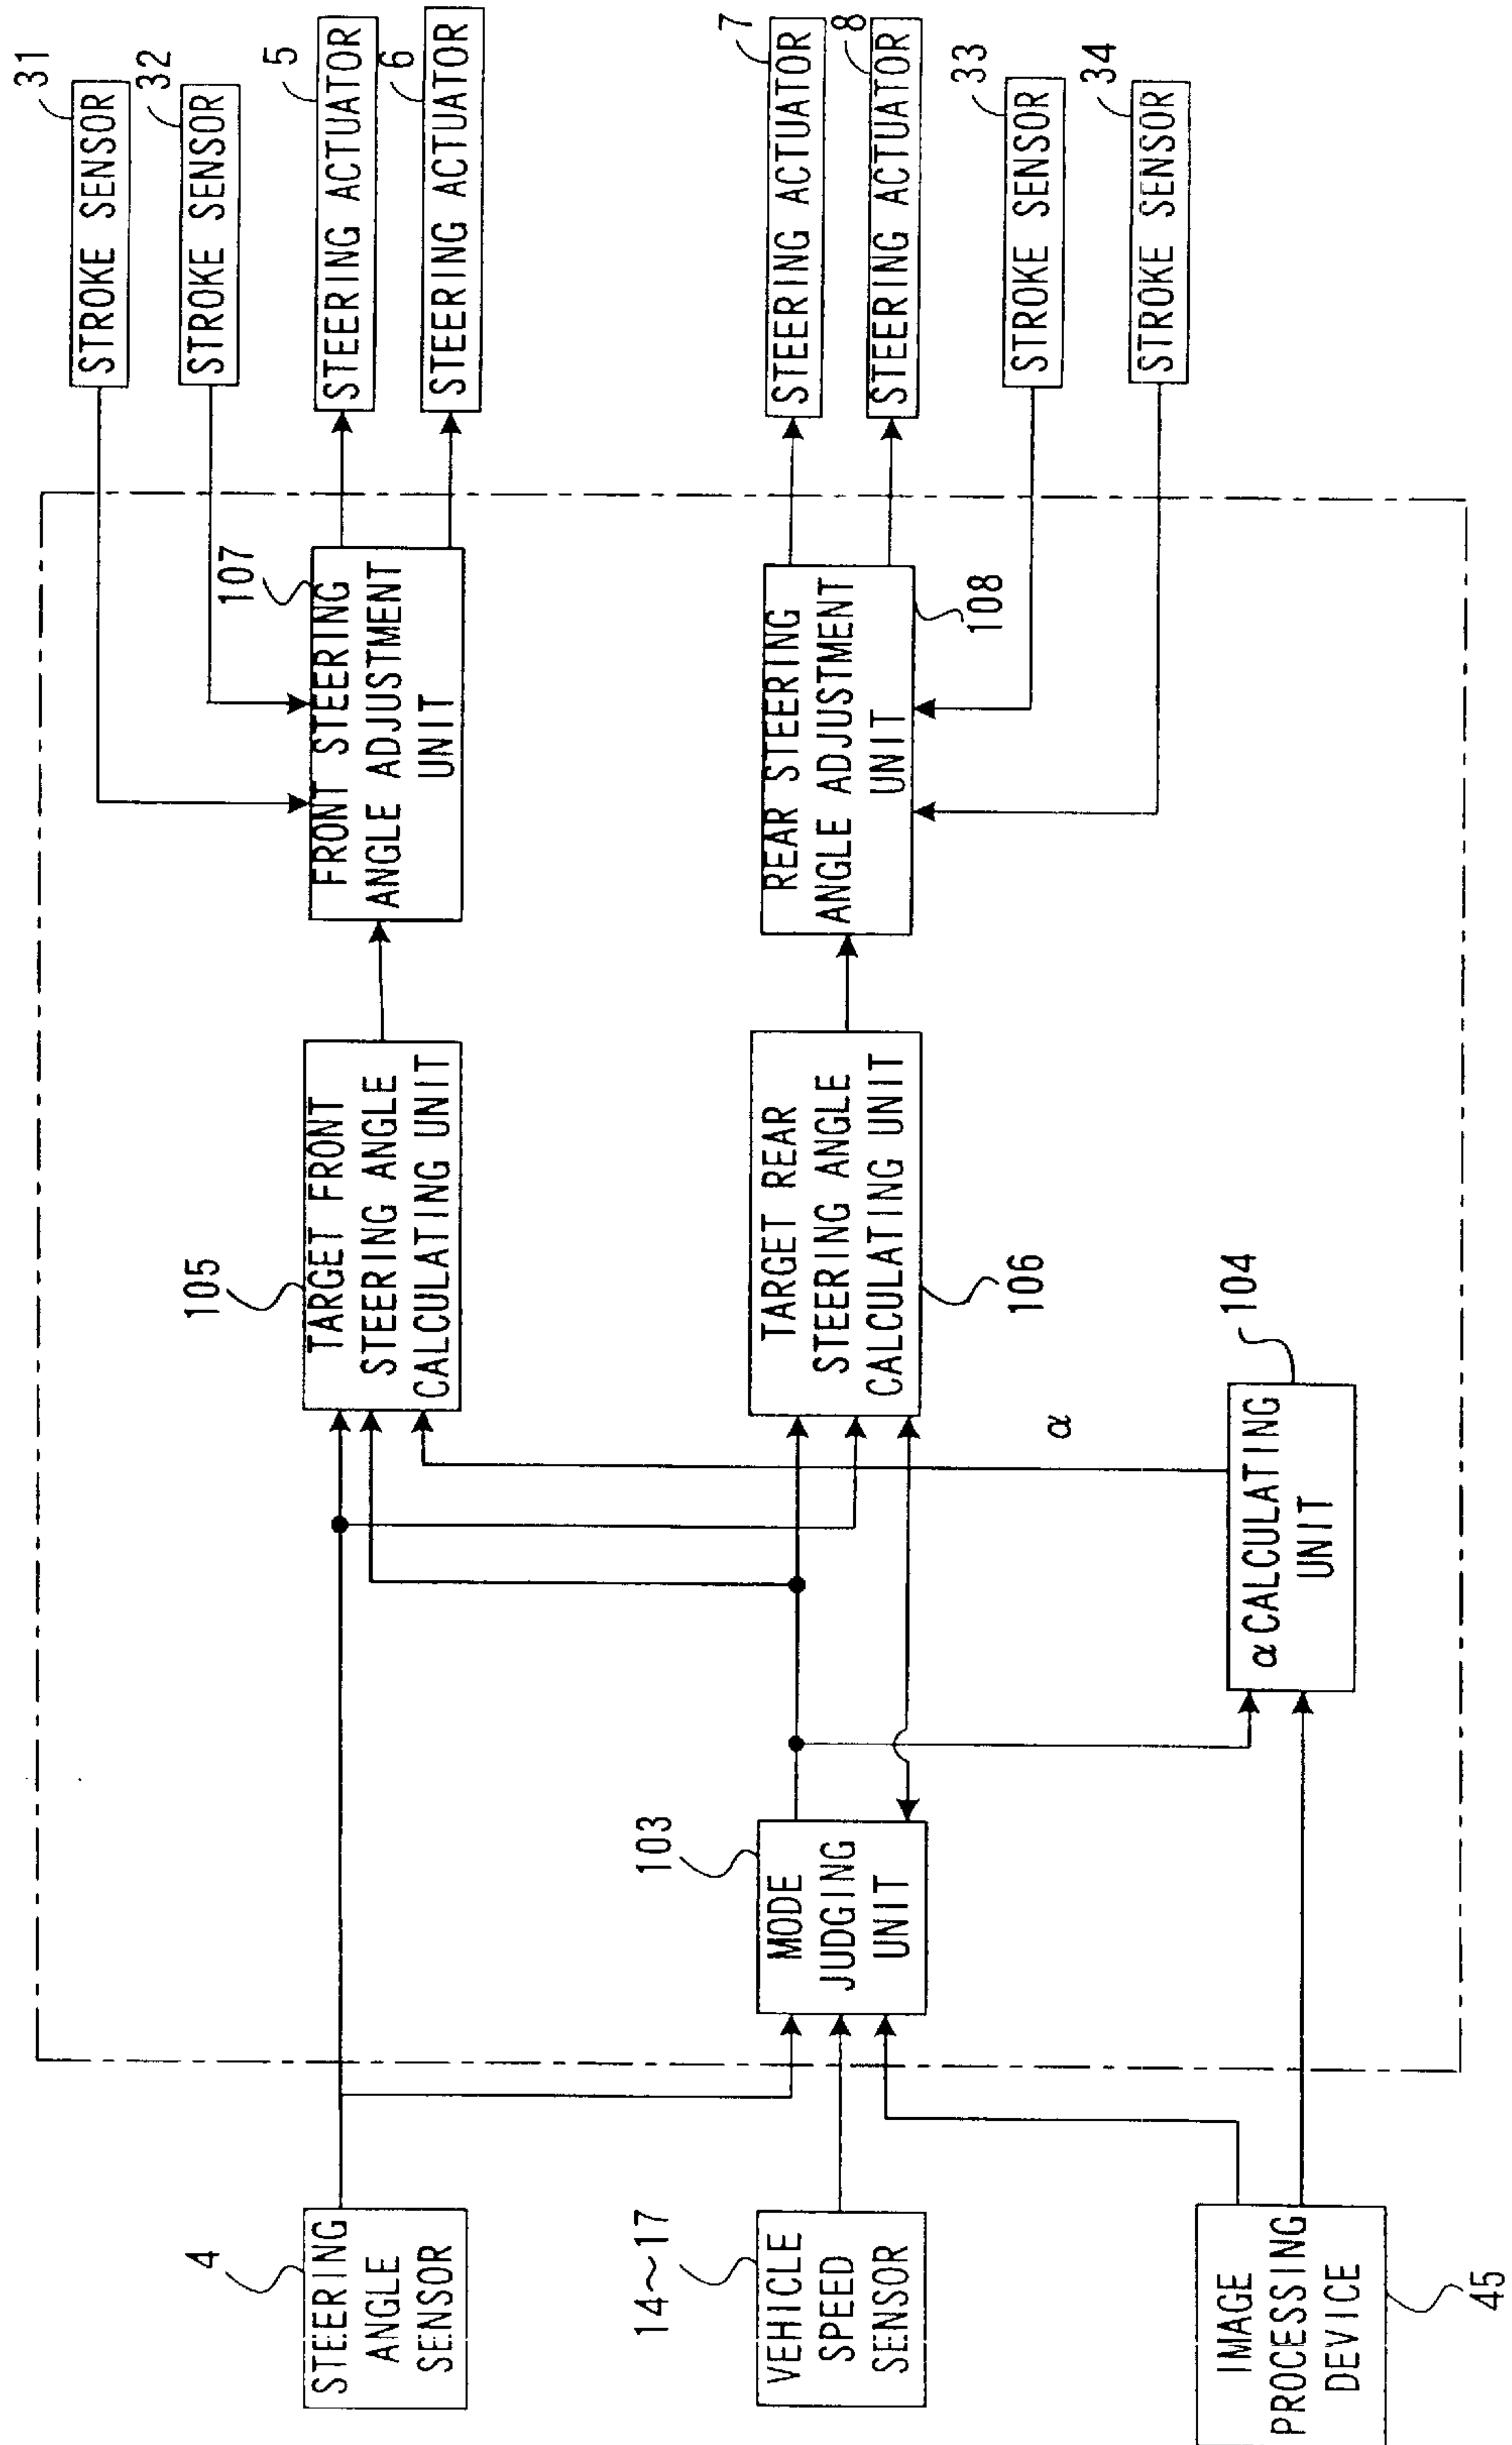 4
STEERING
ANGLE
SENSOR
14~17
VEHICLE
SPEED
SENSOR
IMAGE
PROCESSING
DEVICE
45
103
MODE
JUDGING
UNIT
104
α CALCULATING
UNIT
α
105
TARGET FRONT
STEERING ANGLE
CALCULATING UNIT
TARGET REAR
STEERING ANGLE
CALCULATING UNIT
106
107
FRONT STEERING
ANGLE ADJUSTMENT
UNIT
REAR STEERING
ANGLE ADJUSTMENT
UNIT
108
31
STROKE SENSOR
32
STROKE SENSOR
5
STEERING ACTUATOR
6
STEERING ACTUATOR
7
STEERING ACTUATOR
8
STEERING ACTUATOR
33
STROKE SENSOR
34
STROKE SENSOR